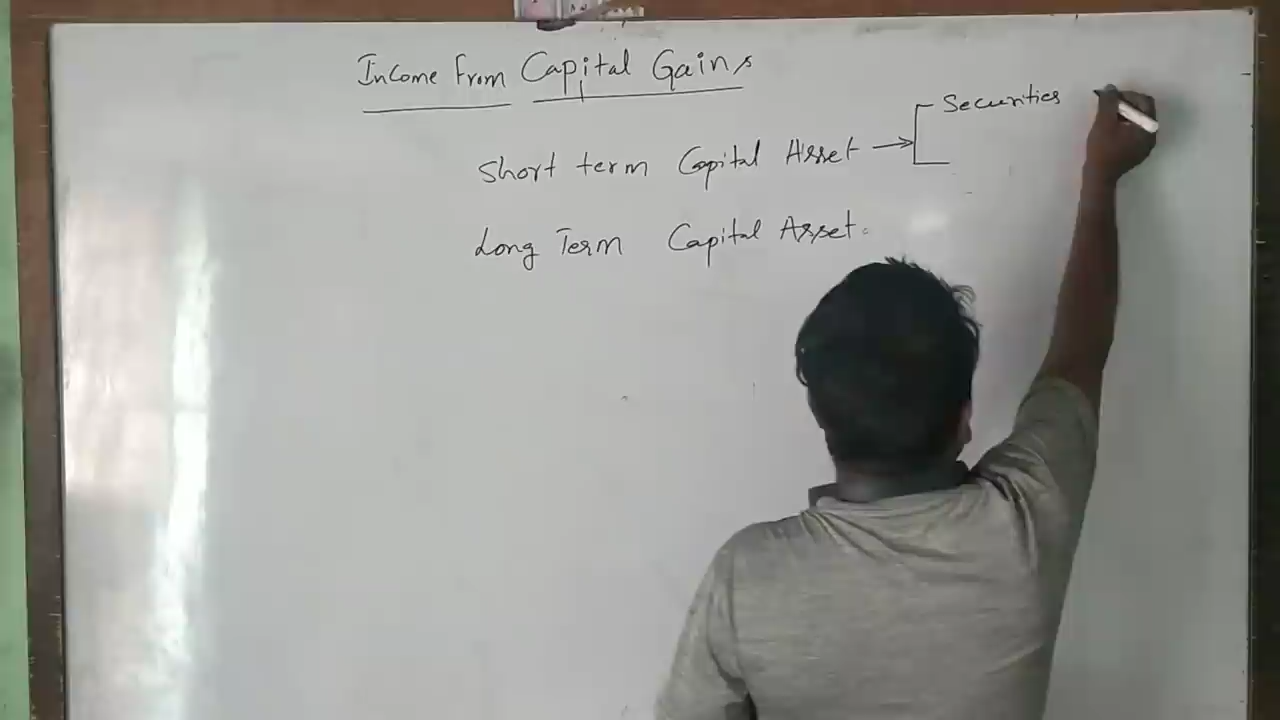 Income From Capital Gains
Securities
Short term Capital Asset →
Long Term Capital Asset.